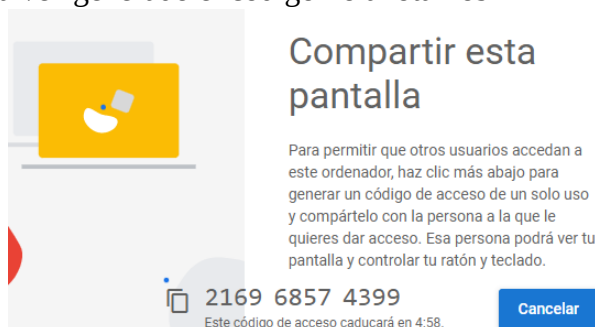 Compartir esta
pantalla
Para permitir que otros usuarios accedan a
este ordenador, haz clic más abajo para
generar un código de acceso de un solo uso
y compártelo con la persona a la que le
quieres dar acceso. Esa persona podrá ver tu
pantalla y controlar tu ratón y teclado.
2169 6857 4399
Cancelar
Este código de acceso caducará en 4:58.